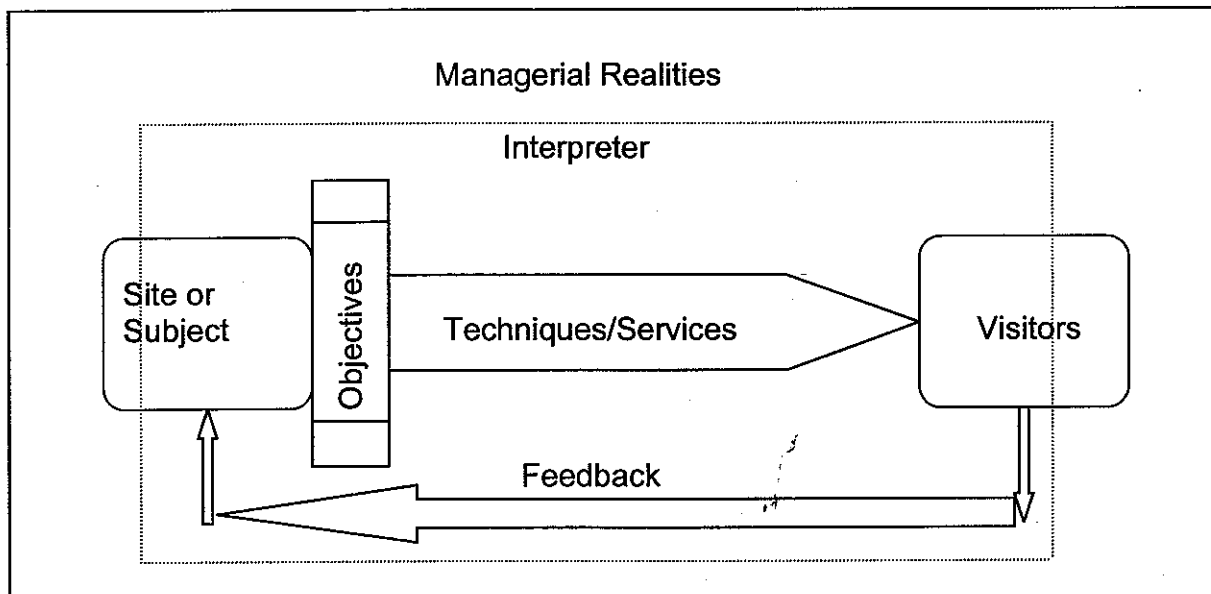 Managerial Realities
Interpreter
Site or
Subject
Objectives
Techniques/Services
Visitors
Feedback